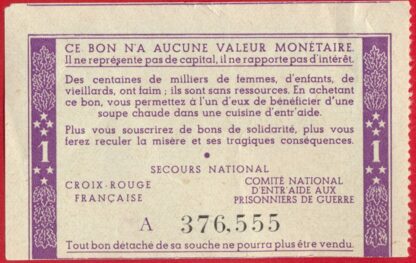 CE BON N'A AUCUNE VALEUR MONÉTAIRE.
Il ne représente pas de capital, il ne rapporte pas d'intérêt.
Des centaines de milliers de femmes, d'enfants, de
vieillards, ont faim ; ils sont sans ressources. En achetant
ce bon, vous permettez à l'un d'eux de bénéficier d'une
soupe chaude dans une cuisine d'entr'aide.
Plus vous souscrirez de bons de solidarité, plus vous
ferez reculer la misère et ses tragiques conséquences.
1
1
SECOURS NATIONAL
CROIX-ROUGE
FRANÇAISE
COMITÉ NATIONAL
D'ENTR'AIDE AUX
PRISONNIERS DE GUERRE
A 376,555
Tout bon détaché de sa souche ne pourra plus être vendu.